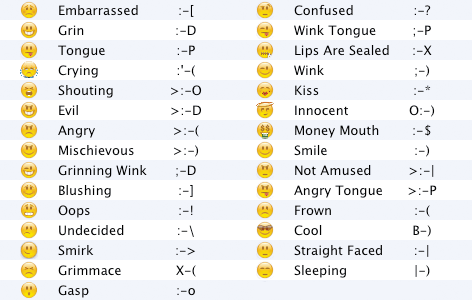 Embarrassed :-[ Confused :-?
Grin :-D Wink Tongue ;-P
Tongue :-P Lips Are Sealed :-X
Crying :'-( Wink ;-)
Shouting >:-O Kiss :-*
Evil >:-D Innocent O:-)
Angry >:-( Money Mouth :-$
Mischievous >:-) Smile :-)
Grinning Wink ;-D Not Amused >:-|
Blushing :-] Angry Tongue >:-P
Oops :-! Frown :-(
Undecided :-\ Cool B-)
Smirk :-> Straight Faced :-|
Grimmace X-( Sleeping |-)
Gasp :-o